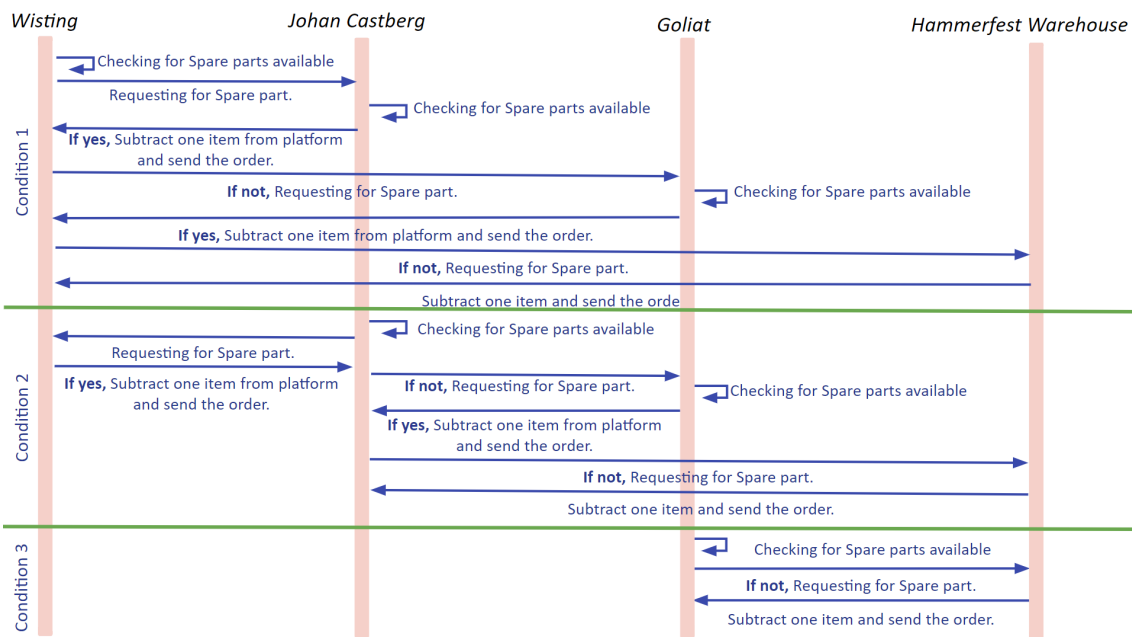 Wisting
Johan Castberg
Goliat
Hammerfest Warehouse
Condition 1
Checking for Spare parts available
Requesting for Spare part.
Checking for Spare parts available
If yes, Subtract one item from platform
and send the order.
If not, Requesting for Spare part.
Checking for Spare parts available
If yes, Subtract one item from platform and send the order.
If not, Requesting for Spare part.
Subtract one item and send the orde
Condition 2
Checking for Spare parts available
Requesting for Spare part.
If yes, Subtract one item from platform
and send the order.
If not, Requesting for Spare part.
Checking for Spare parts available
If yes, Subtract one item from platform
and send the order.
If not, Requesting for Spare part.
Subtract one item and send the order.
Condition 3
Checking for Spare parts available
If not, Requesting for Spare part.
Subtract one item and send the order.